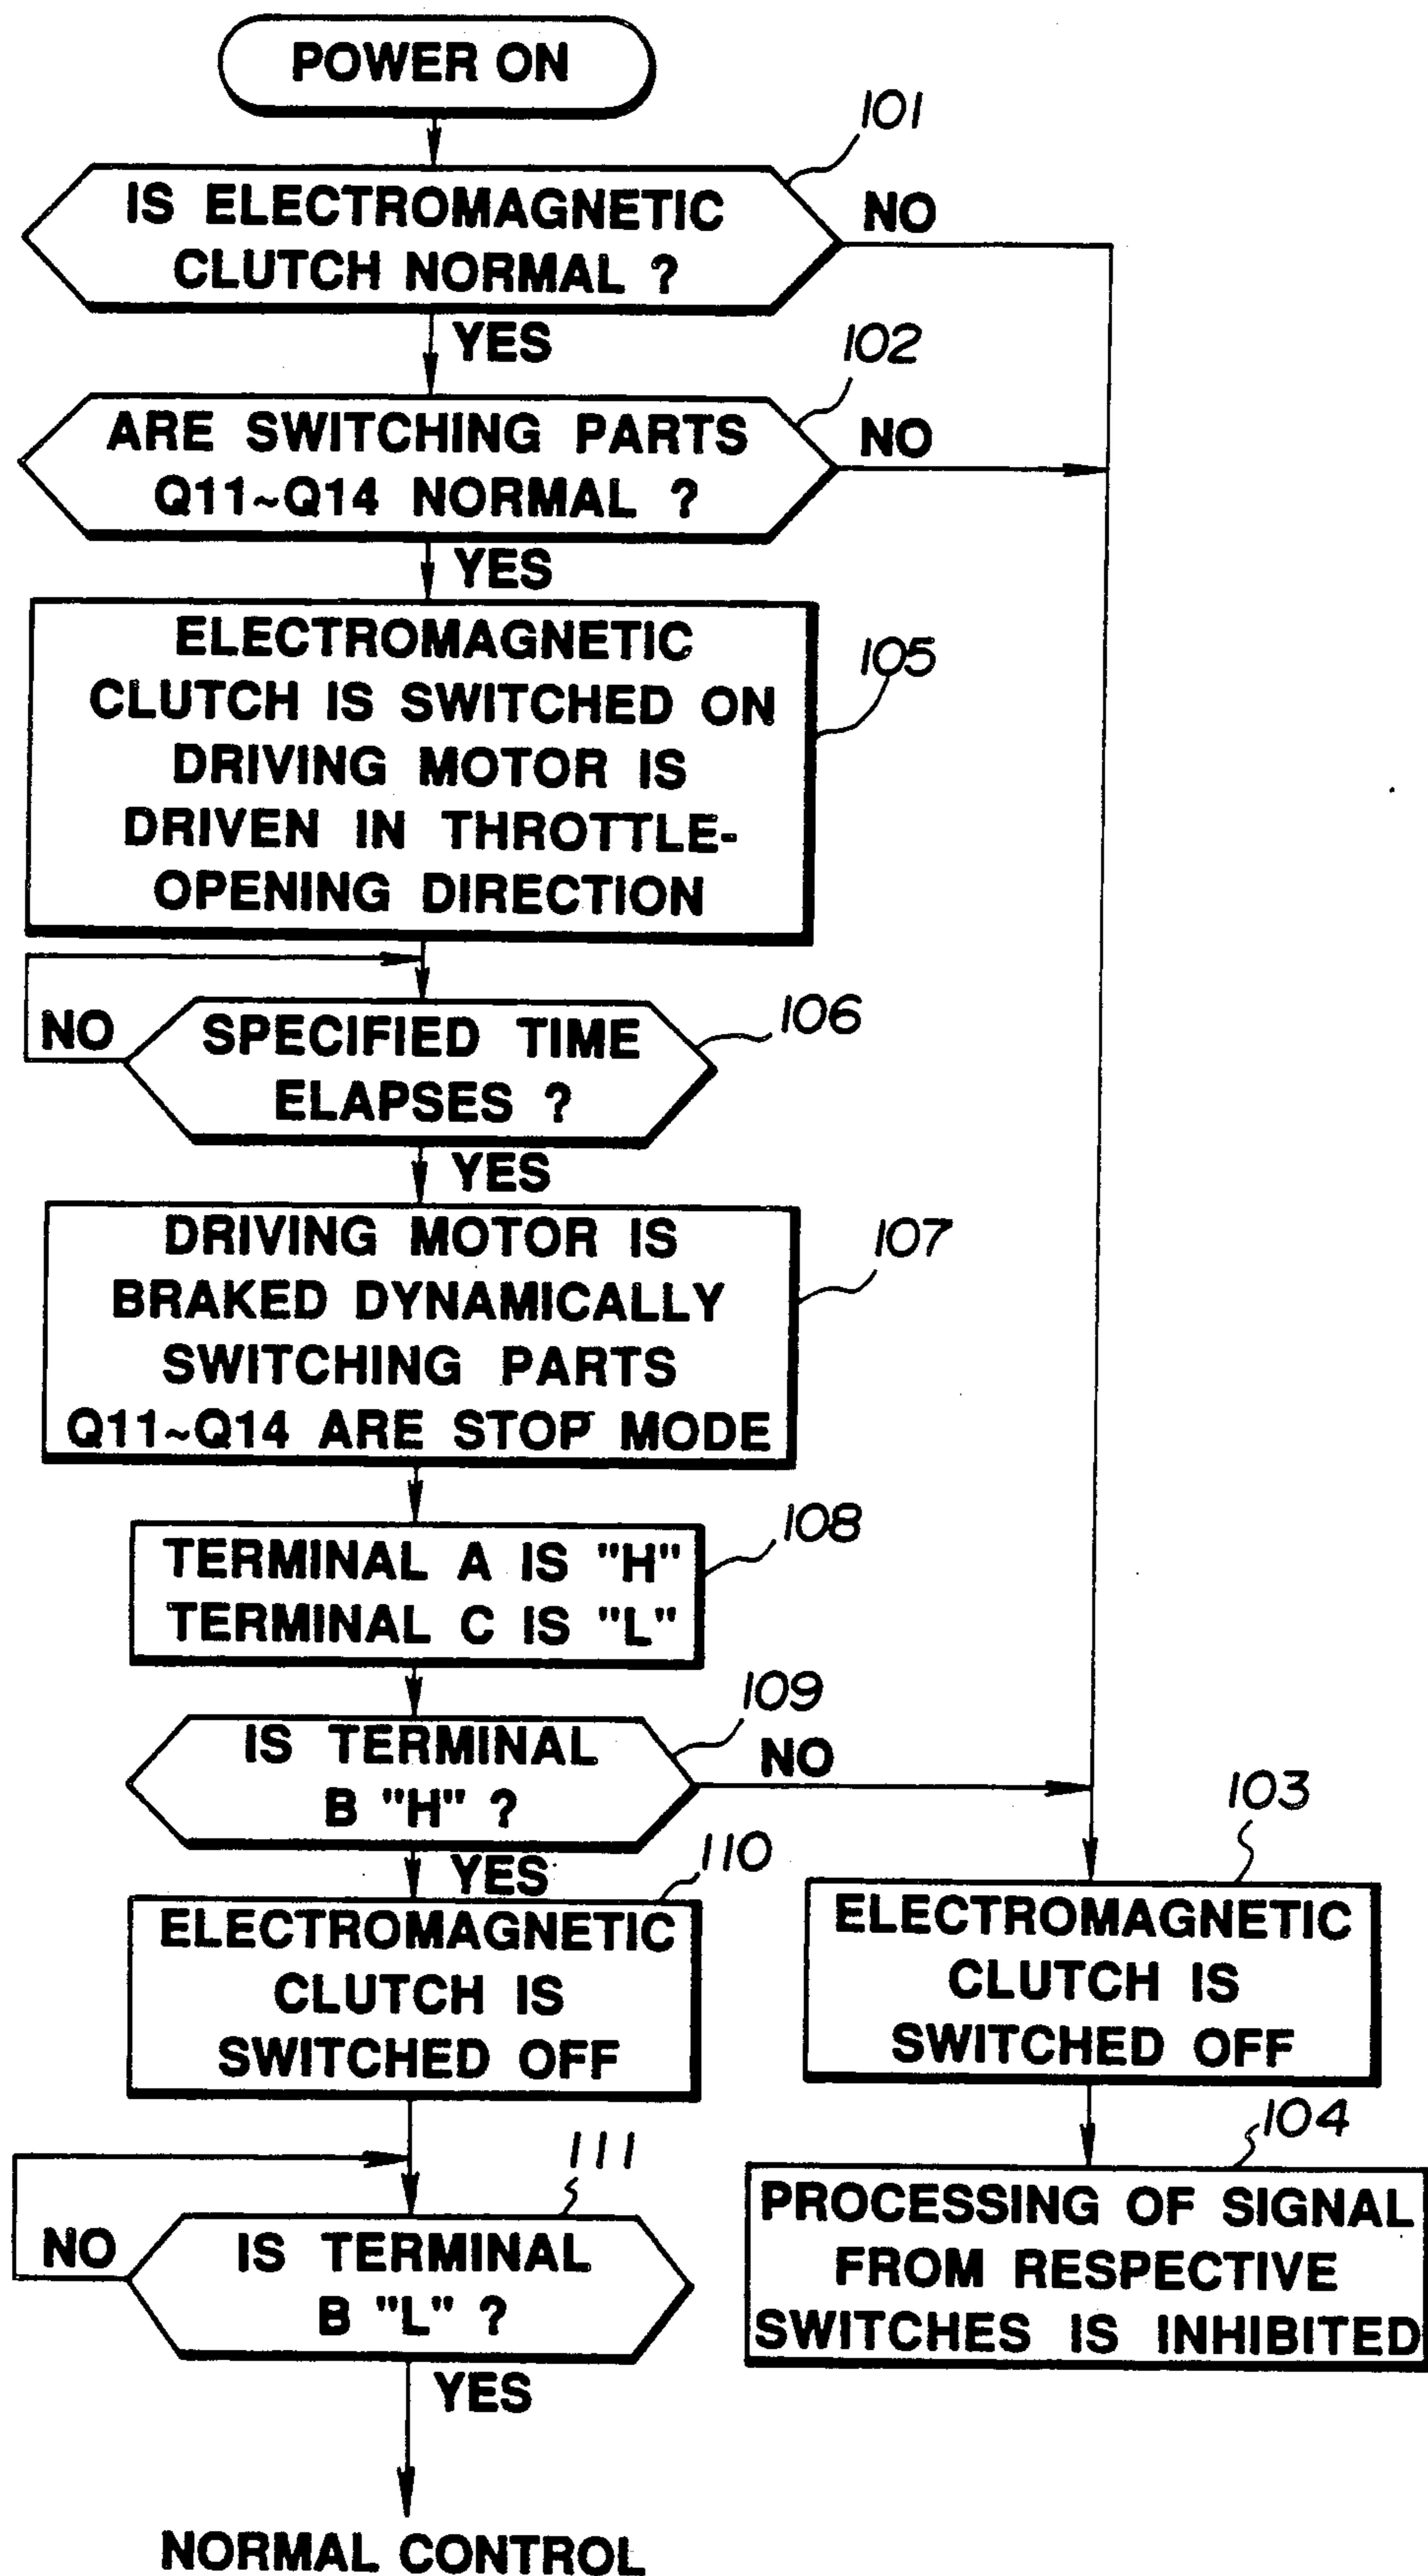 POWER ON
101
IS ELECTROMAGNETIC
CLUTCH NORMAL ?
NO
YES
102
ARE SWITCHING PARTS
Q11~Q14 NORMAL ?
NO
YES
105
ELECTROMAGNETIC
CLUTCH IS SWITCHED ON
DRIVING MOTOR IS
DRIVEN IN THROTTLE-
OPENING DIRECTION
106
NO
SPECIFIED TIME
ELAPSES ?
YES
107
DRIVING MOTOR IS
BRAKED DYNAMICALLY
SWITCHING PARTS
Q11~Q14 ARE STOP MODE
108
TERMINAL A IS "H"
TERMINAL C IS "L"
109
IS TERMINAL
B "H" ?
NO
YES
110
ELECTROMAGNETIC
CLUTCH IS
SWITCHED OFF
103
ELECTROMAGNETIC
CLUTCH IS
SWITCHED OFF
104
PROCESSING OF SIGNAL
FROM RESPECTIVE
SWITCHES IS INHIBITED
111
NO
IS TERMINAL
B "L" ?
YES
NORMAL CONTROL